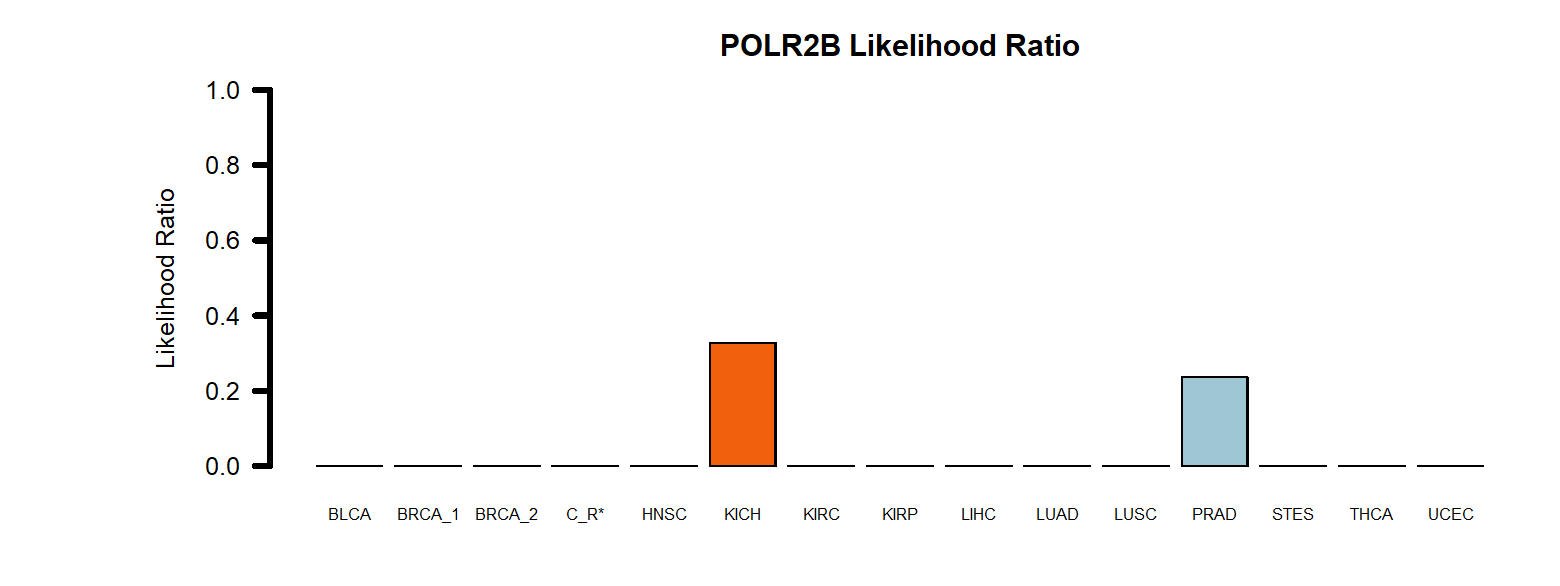 POLR2B Likelihood Ratio
Likelihood Ratio
1.0
0.8
0.6
0.4
0.2
0.0
BLCA BRCA_1 BRCA_2 C_R* HNSC KICH KIRC KIRP LIHC LUAD LUSC PRAD STES THCA UCEC